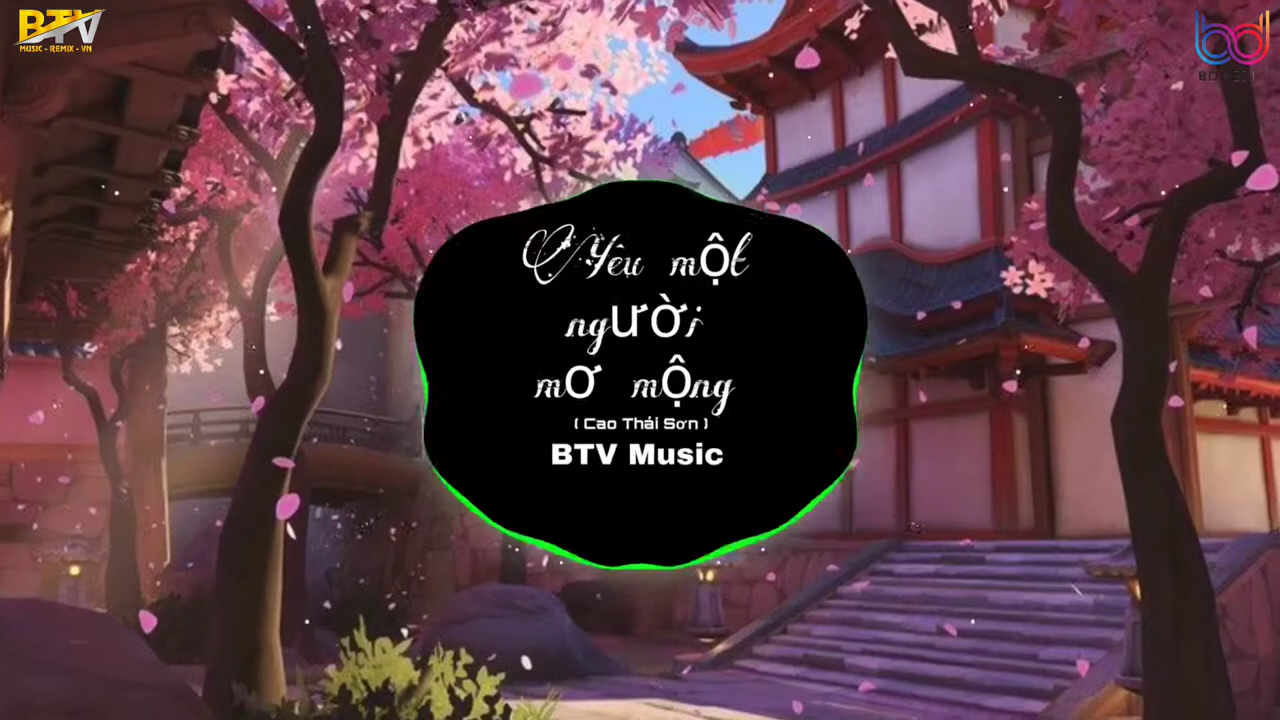 BTV
MUSIC - REMIX - VN
Yêu một
người
mơ mộng
( Cao Thái Sơn )
BTV Music